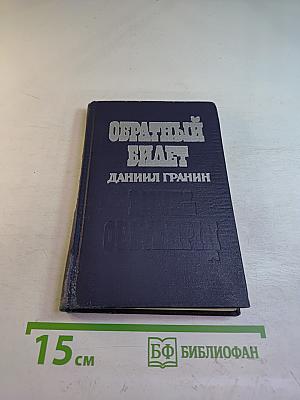 ОБРАТНЫЙ
БИЛЕТ
ДАНИИЛ ГРАНИН
15 см
БФ БИБЛИОФАН